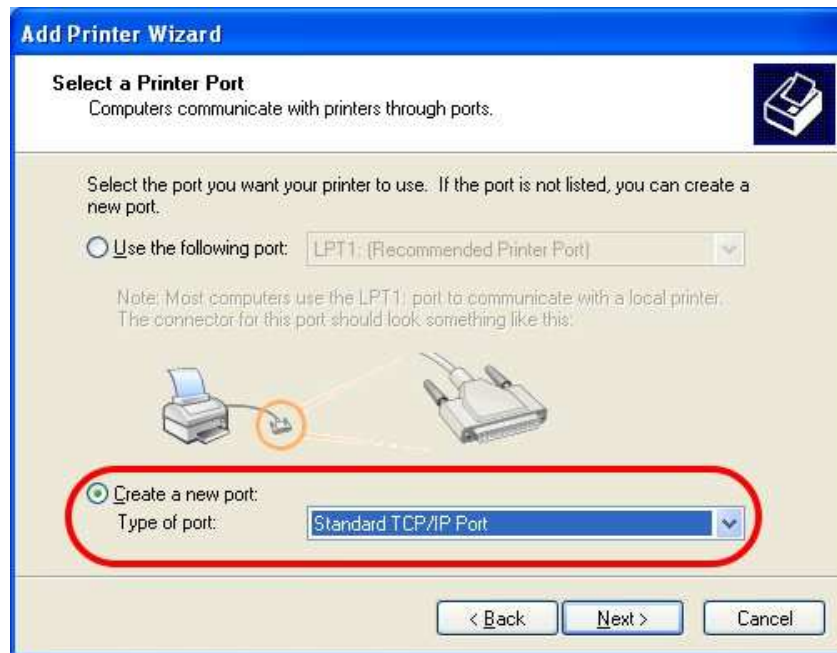 Add Printer Wizard
Select a Printer Port
Computers communicate with printers through ports.
Select the port you want your printer to use. If the port is not listed, you can create a
new port.
Use the following port: LPT1: (Recommended Printer Port)
Note: Most computers use the LPT1: port to communicate with a local printer.
The connector for this port should look something like this:
Create a new port:
Type of port: Standard TCP/IP Port
< Back Next > Cancel